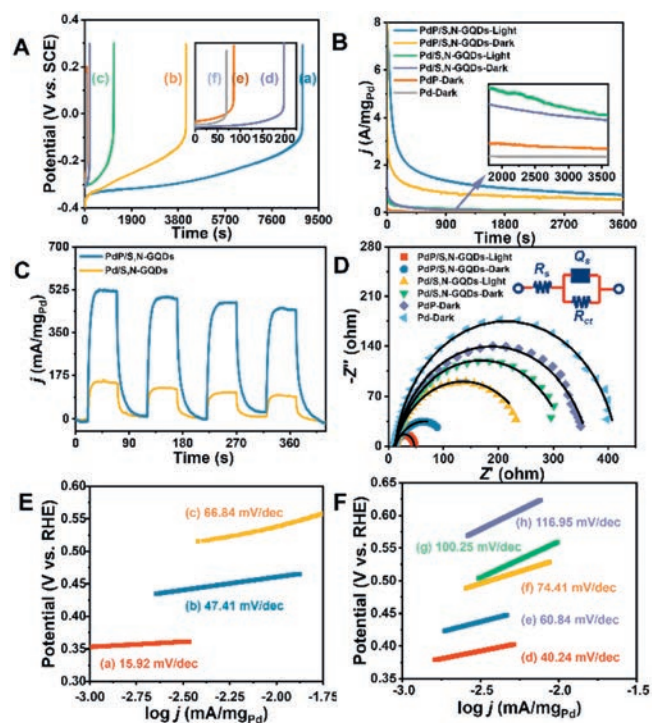 A
Potential (V vs. SCE)
0.4
0.2
0.0
-0.2
-0.4
0
1900
3800
5700
7600
9500
Time (s)
(c)
(b)
(a)
(f)
(e)
(d)
0
50
100
150
200
B
j (A/mgPd)
8
6
4
2
0
0
900
1800
2700
3600
Time (s)
PdP/S,N-GQDs-Light
PdP/S,N-GQDs-Dark
Pd/S,N-GQDs-Light
Pd/S,N-GQDs-Dark
PdP-Dark
Pd-Dark
2000
2500
3000
3500
C
j (mA/mgPd)
700
525
350
175
0
0
90
180
270
360
Time (s)
PdP/S,N-GQDs
Pd/S,N-GQDs
D
-Z'' (ohm)
-280
210
140
70
0
0
100
200
300
400
500
Z' (ohm)
PdP/S,N-GQDs-Light
PdP/S,N-GQDs-Dark
Pd/S,N-GQDs-Light
Pd/S,N-GQDs-Dark
PdP-Dark
Pd-Dark
Rs
Qs
Rct
E
Potential (V vs. RHE)
0.60
0.55
0.50
0.45
0.40
0.35
0.30
-3.00
-2.75
-2.50
-2.25
-2.00
-1.75
log j (mA/mgPd)
(c) 66.84 mV/dec
(b) 47.41 mV/dec
(a) 15.92 mV/dec
F
Potential (V vs. RHE)
0.65
0.60
0.55
0.50
0.45
0.40
0.35
-3.0
-2.5
-2.0
-1.5
log j (mA/mgPd)
(h) 116.95 mV/dec
(g) 100.25 mV/dec
(f) 74.41 mV/dec
(e) 60.84 mV/dec
(d) 40.24 mV/dec